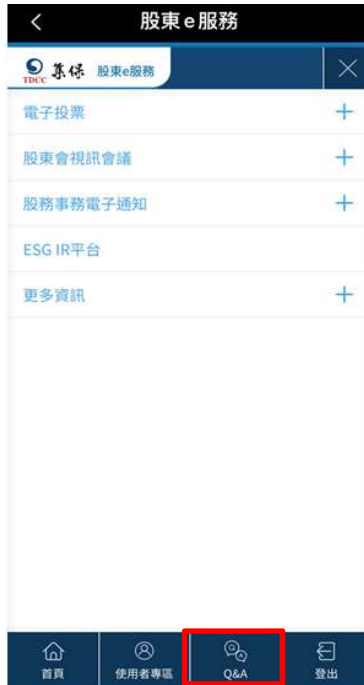 股東e服務
TDCC 集保 股東e服務
電子投票
股東會視訊會議
股務事務電子通知
ESG IR平台
更多資訊
首頁 使用者專區 Q&A 登出